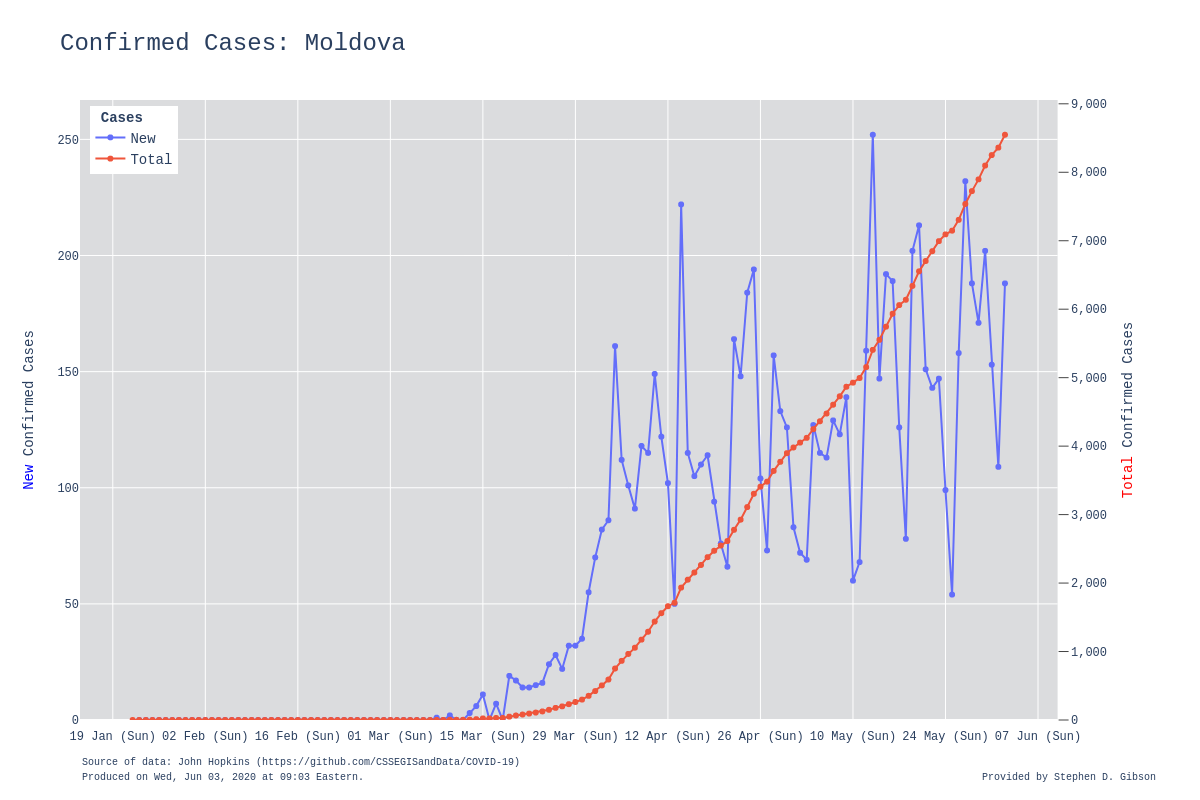 Confirmed Cases: Moldova
Cases
New
Total
250
200
150
100
50
0
9,000
8,000
7,000
6,000
5,000
4,000
3,000
2,000
1,000
0
New Confirmed Cases
Total Confirmed Cases
19 Jan (Sun) 02 Feb (Sun) 16 Feb (Sun) 01 Mar (Sun) 15 Mar (Sun) 29 Mar (Sun) 12 Apr (Sun) 26 Apr (Sun) 10 May (Sun) 24 May (Sun) 07 Jun (Sun)
Source of data: John Hopkins (https://github.com/CSSEGISandData/COVID-19)
Produced on Wed, Jun 03, 2020 at 09:03 Eastern.
Provided by Stephen D. Gibson